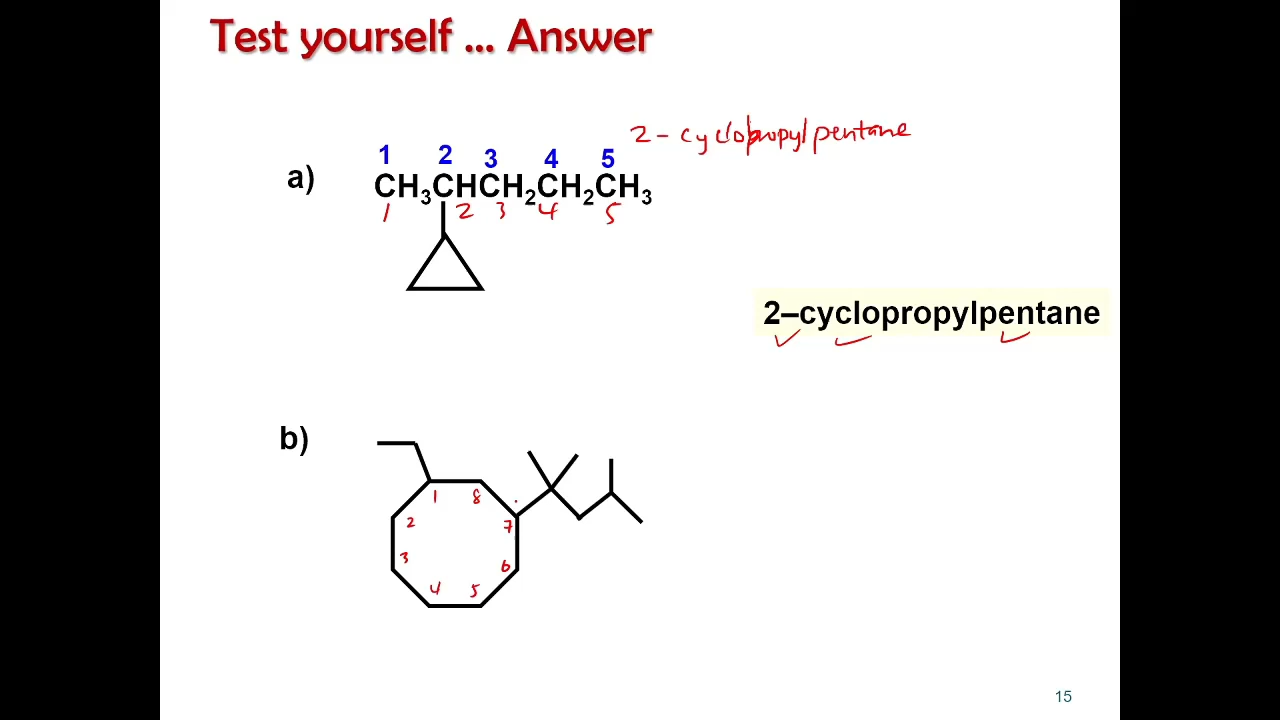 Test yourself ... Answer
2 - cyclopropylpentane
1 2 3 4 5
a) CH₃CHCH₂CH₂CH₃
1 2 3 4 5
2–cyclopropylpentane
b)
1 8
2 7
3 6
4 5
15